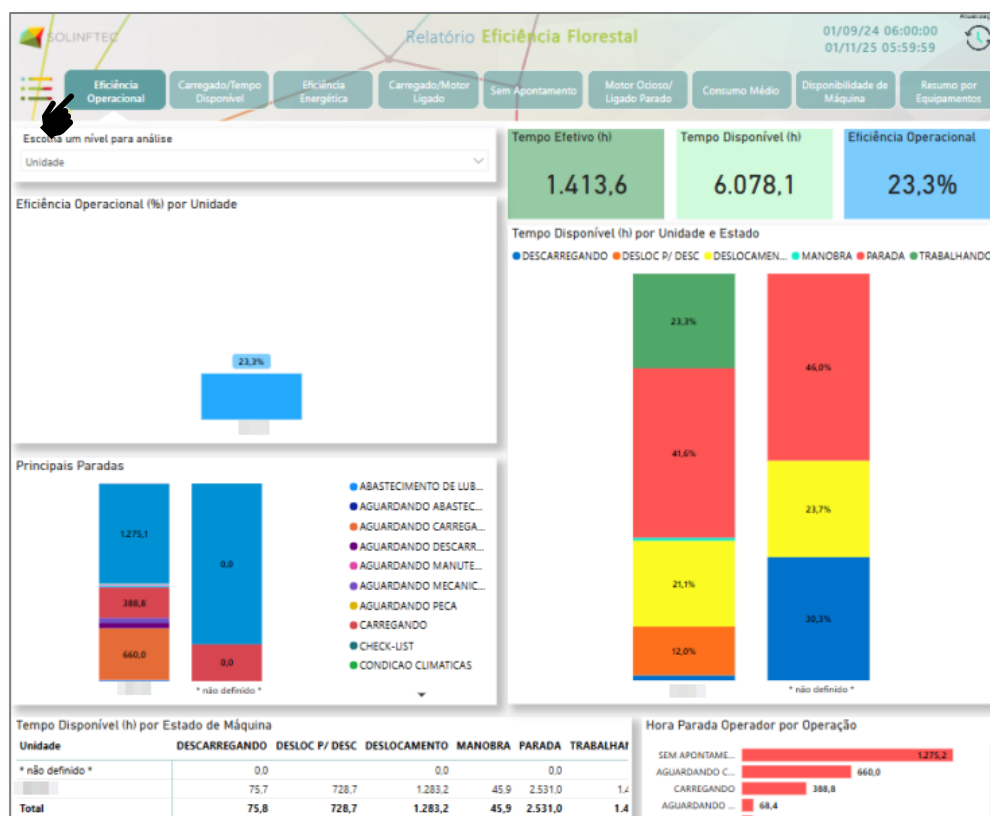 SOLINFTEC
Relatório Eficiência Florestal
01/09/24 06:00:00
01/11/25 05:59:59
Eficiência
Operacional
Carregado/Tempo
Disponível
Eficiência
Energética
Carregado/Motor
Ligado
Sem Apontamento
Motor Ocioso/
Ligado Parado
Consumo Médio
Disponibilidade de
Máquina
Resumo por
Equipamentos
Escolha um nível para análise
Unidade
Tempo Efetivo (h)
1.413,6
Tempo Disponível (h)
6.078,1
Eficiência Operacional
23,3%
Eficiência Operacional (%) por Unidade
23,3%
Tempo Disponível (h) por Unidade e Estado
DESCARREGANDO DESLOC P/ DESC DESLOCAMEN... MANOBRA PARADA TRABALHANDO
23,3%
41,6%
21,1%
12,0%
46,0%
23,7%
30,3%
* não definido *
Principais Paradas
1.275,1
388,8
660,0
0,0
0,0
* não definido *
ABASTECIMENTO DE LUB...
AGUARDANDO ABASTEC...
AGUARDANDO CARREGA...
AGUARDANDO DESCARR...
AGUARDANDO MANUTE...
AGUARDANDO MECANIC...
AGUARDANDO PECA
CARREGANDO
CHECK-LIST
CONDICAO CLIMATICAS
Tempo Disponível (h) por Estado de Máquina
Unidade DESCARREGANDO DESLOC P/ DESC DESLOCAMENTO MANOBRA PARADA TRABALHAN
* não definido * 0,0 0,0 0,0
75,7 728,7 1.283,2 45,9 2.531,0 1.4
Total 75,8 728,7 1.283,2 45,9 2.531,0 1.4
Hora Parada Operador por Operação
SEM APONTAME... 1.275,2
AGUARDANDO C... 660,0
CARREGANDO 388,8
AGUARDANDO ... 68,4